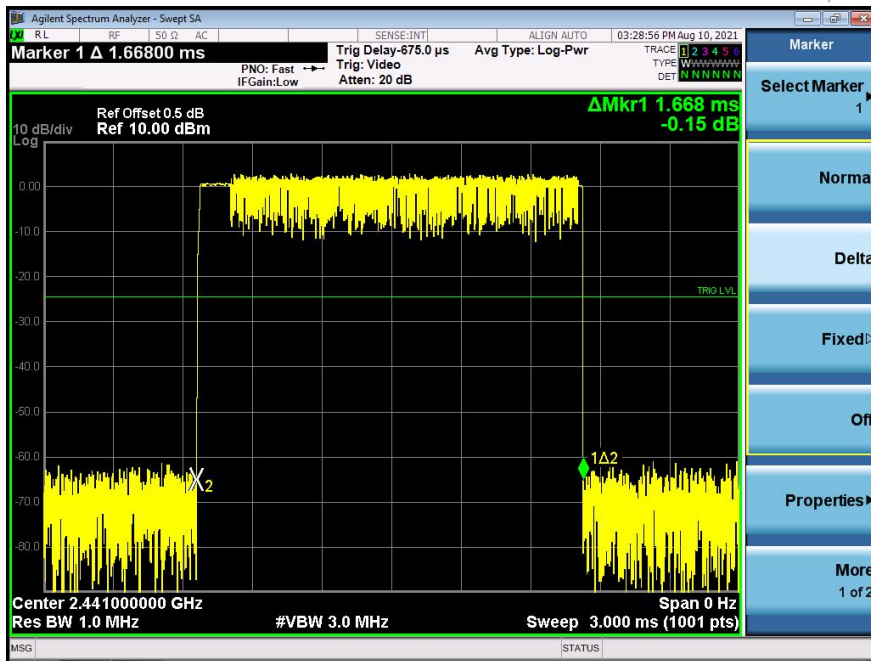 Agilent Spectrum Analyzer - Swept SA
LXI RL RF 50 Ω AC SENSE:INT ALIGN AUTO 03:28:56 PM Aug 10, 2021
Marker 1 Δ 1.66800 ms
PNO: Fast
IFGain:Low
Trig Delay-675.0 µs
Trig: Video
Atten: 20 dB
Avg Type: Log-Pwr
TRACE 1 2 3 4 5 6
TYPE WWWWWWW
DET N N N N N N
ΔMkr1 1.668 ms
-0.15 dB
Ref Offset 0.5 dB
10 dB/div Ref 10.00 dBm
Log
0.00
-10.0
-20.0
TRIG LVL
-30.0
-40.0
-50.0
-60.0
1Δ2
X2
-70.0
-80.0
Center 2.441000000 GHz Span 0 Hz
Res BW 1.0 MHz #VBW 3.0 MHz Sweep 3.000 ms (1001 pts)
MSG STATUS
Marker
Select Marker
1
Norma
Delta
Fixed
Off
Properties
More
1 of 2